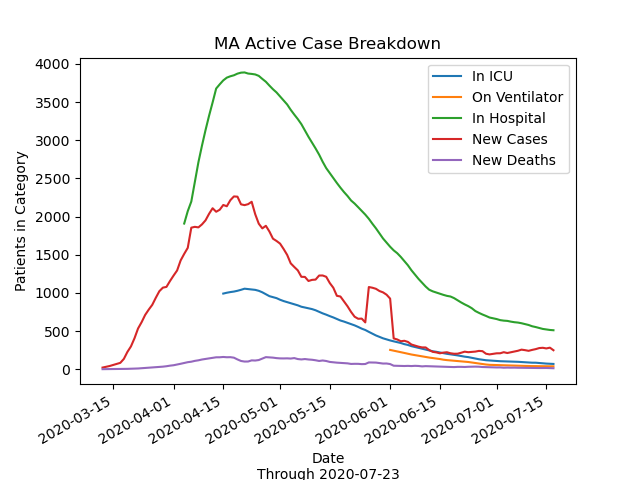 MA Active Case Breakdown
Patients in Category
4000
3500
3000
2500
2000
1500
1000
500
0
In ICU
On Ventilator
In Hospital
New Cases
New Deaths
2020-03-15
2020-04-01
2020-04-15
2020-05-01
2020-05-15
2020-06-01
2020-06-15
2020-07-01
2020-07-15
Date
Through 2020-07-23